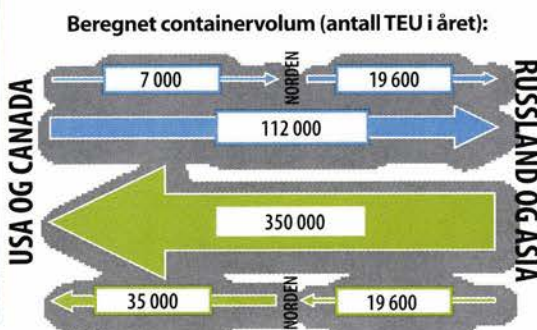 Beregnet containervolum (antall TEU i året):
USA OG CANADA
7 000
NORDEN
19 600
RUSSLAND OG ASIA
112 000
350 000
35 000
NORDEN
19 600